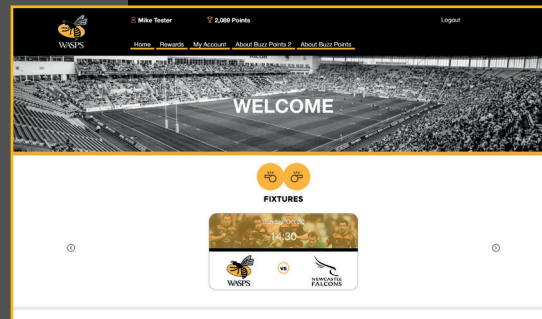 Mike Tester
2,089 Points
Logout
WASPS
Home Rewards My Account About Buzz Points 2 About Buzz Points
WELCOME
FIXTURES
14:30
VS
WASPS
NEWCASTLE
FALCONS